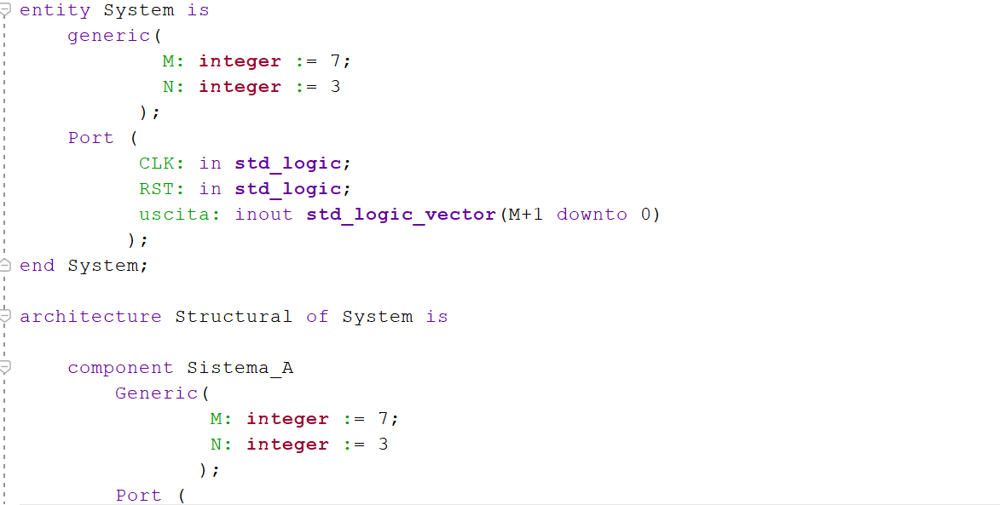 entity System is
generic(
M: integer := 7;
N: integer := 3
);
Port (
CLK: in std_logic;
RST: in std_logic;
uscita: inout std_logic_vector(M+1 downto 0)
);
end System;
architecture Structural of System is
component Sistema_A
Generic(
M: integer := 7;
N: integer := 3
);
Port (